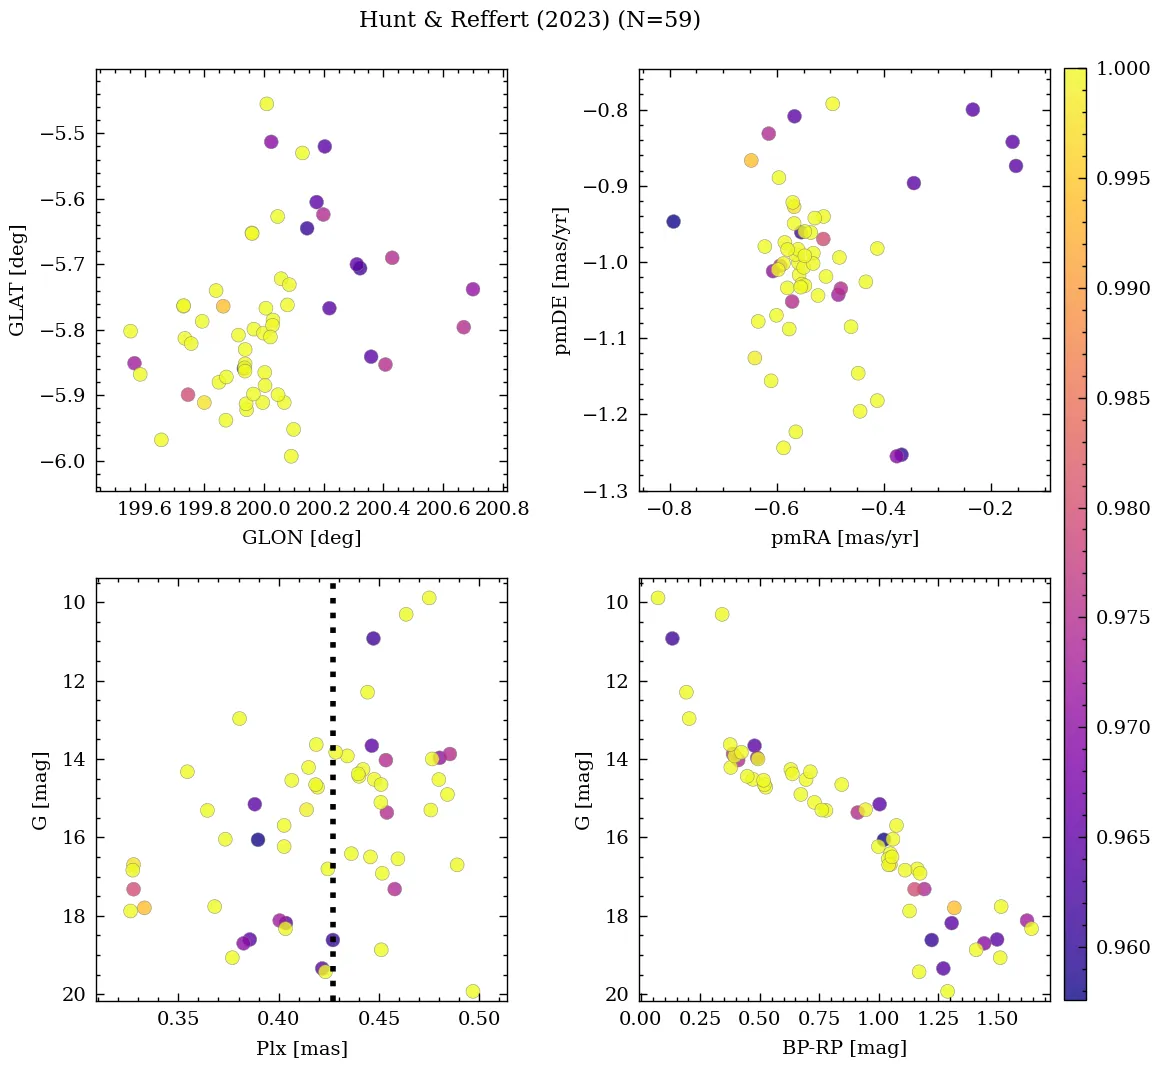 Hunt & Reffert (2023) (N=59)
−5.5
−5.6
−5.7
−5.8
−5.9
−6.0
GLAT [deg]
199.6 199.8 200.0 200.2 200.4 200.6 200.8
GLON [deg]
−0.8
−0.9
−1.0
−1.1
−1.2
−1.3
pmDE [mas/yr]
−0.8 −0.6 −0.4 −0.2
pmRA [mas/yr]
1.000
0.995
0.990
0.985
0.980
0.975
0.970
0.965
0.960
10
12
14
16
18
20
G [mag]
0.35 0.40 0.45 0.50
Plx [mas]
10
12
14
16
18
20
G [mag]
0.00 0.25 0.50 0.75 1.00 1.25 1.50
BP-RP [mag]